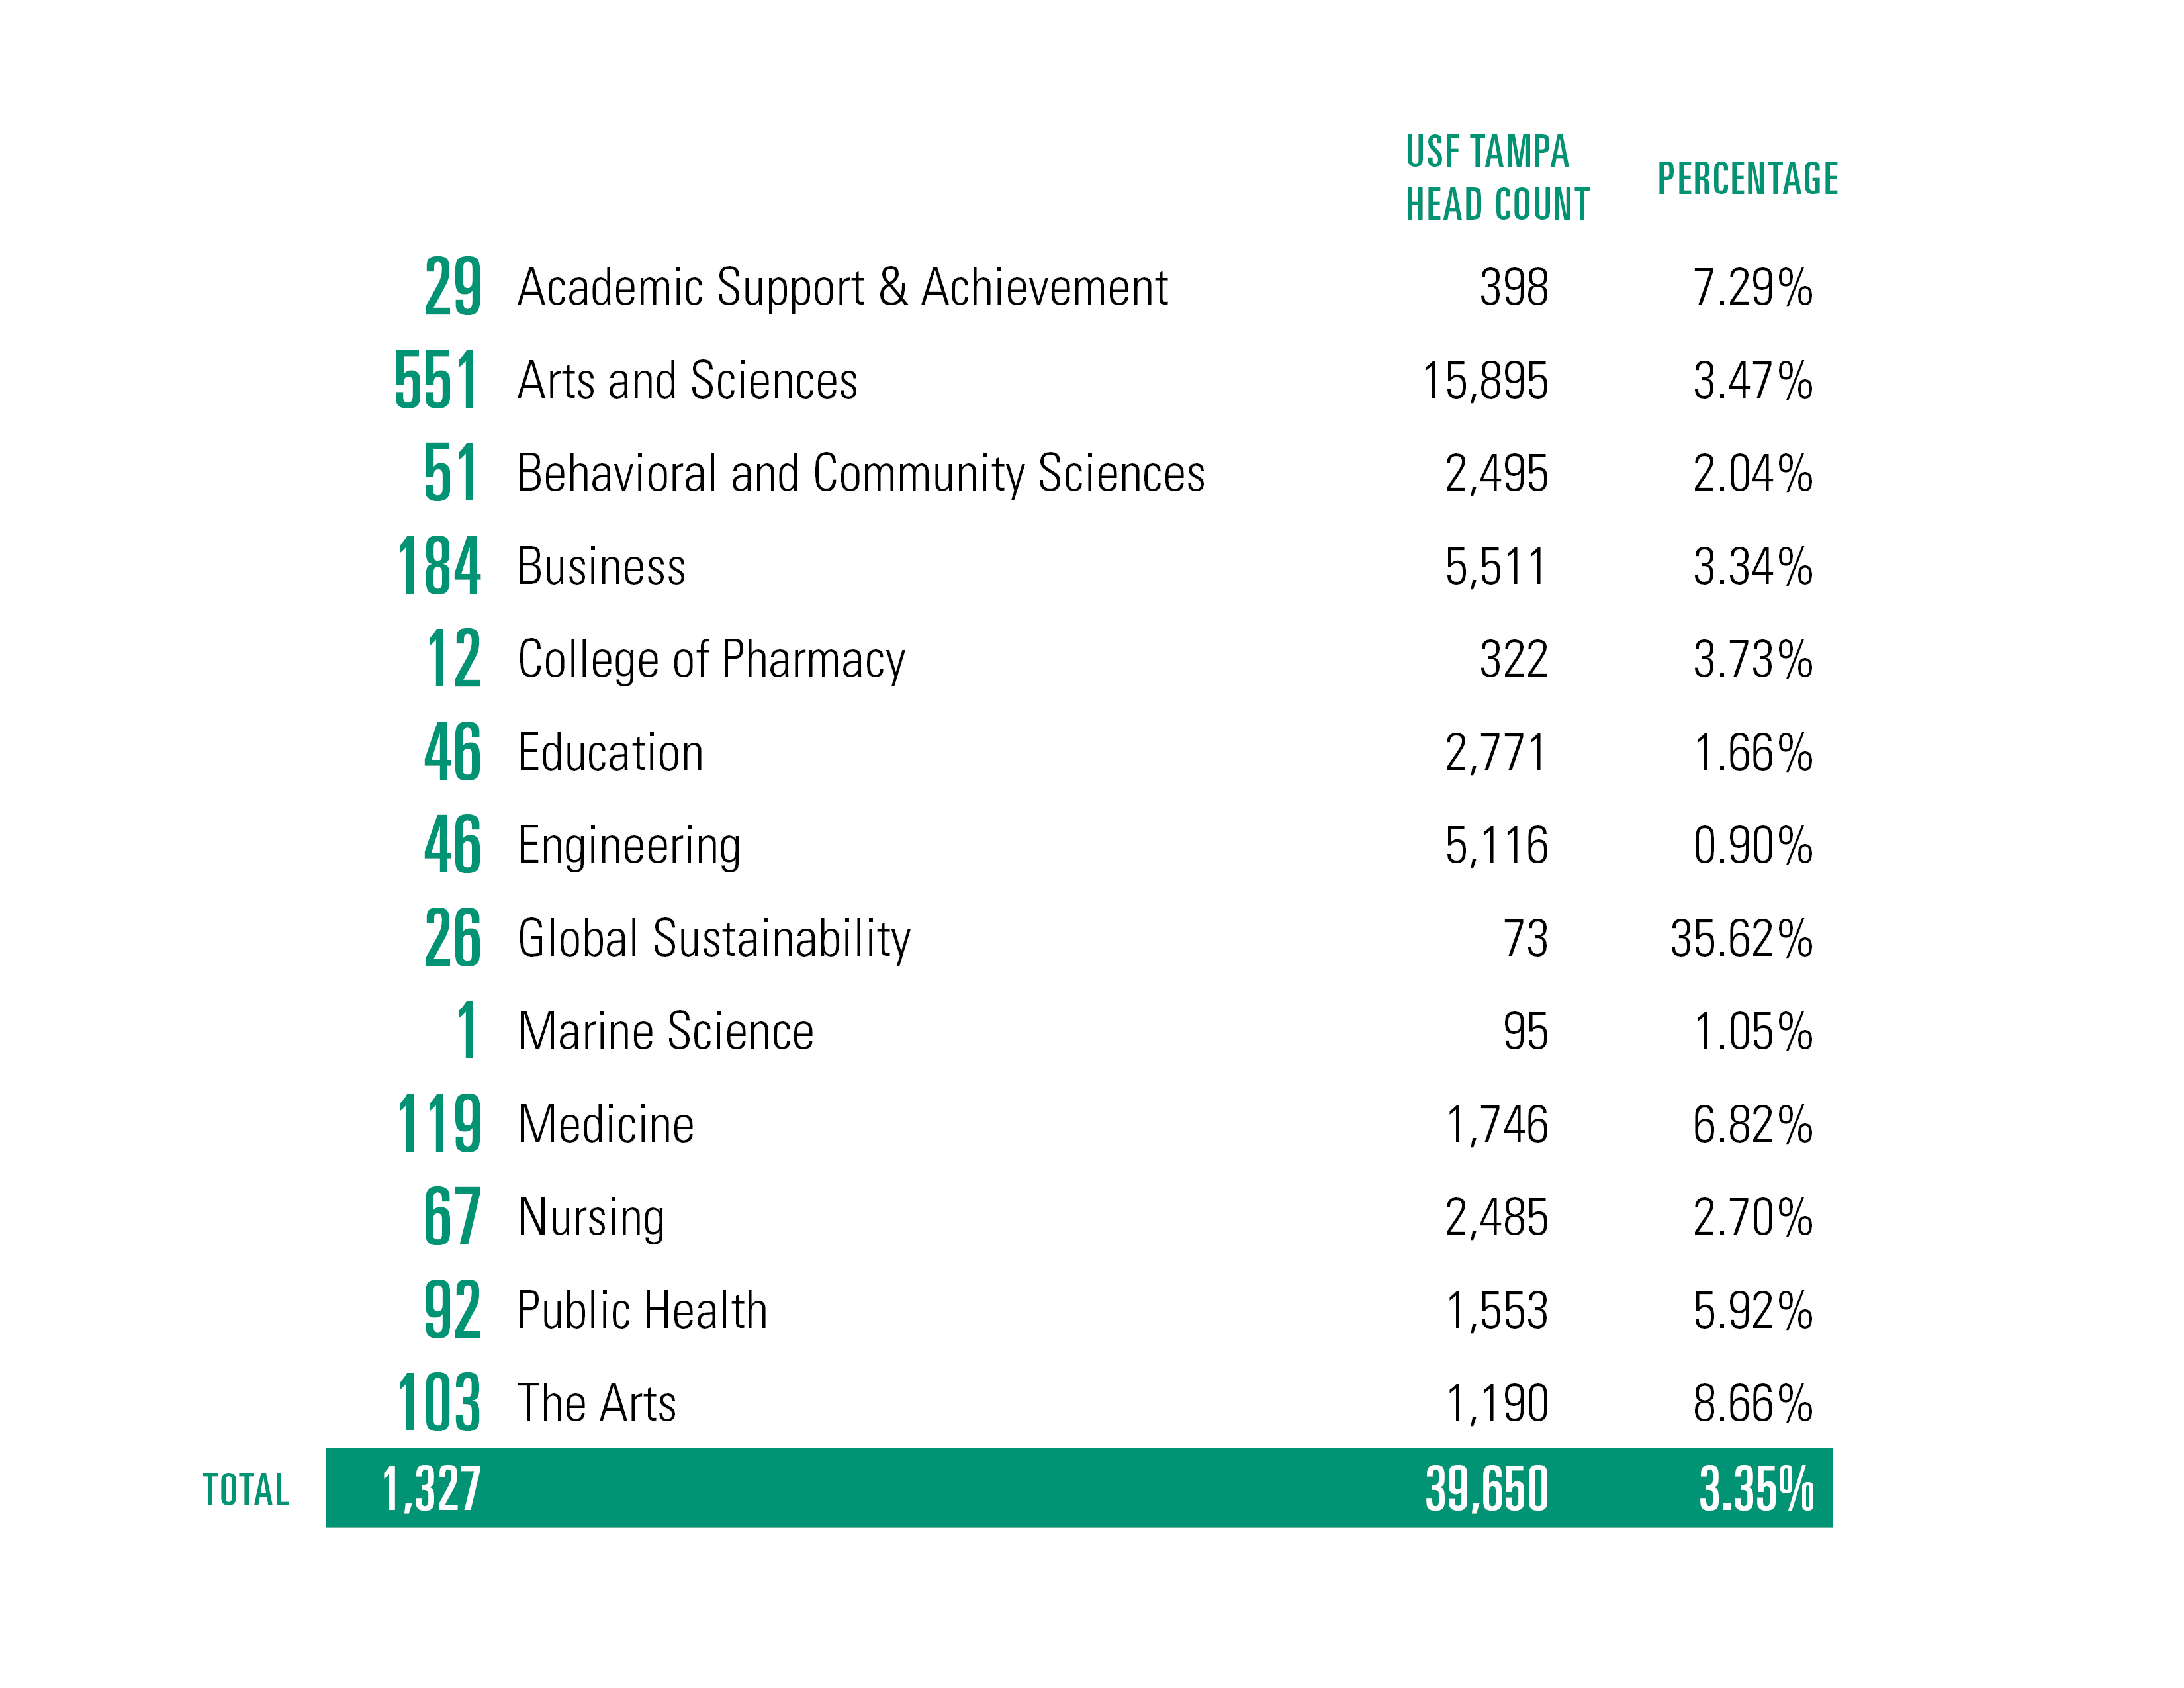 USF TAMPA
HEAD COUNT PERCENTAGE
29 Academic Support & Achievement 398 7.29%
551 Arts and Sciences 15,895 3.47%
51 Behavioral and Community Sciences 2,495 2.04%
184 Business 5,511 3.34%
12 College of Pharmacy 322 3.73%
46 Education 2,771 1.66%
46 Engineering 5,116 0.90%
26 Global Sustainability 73 35.62%
1 Marine Science 95 1.05%
119 Medicine 1,746 6.82%
67 Nursing 2,485 2.70%
92 Public Health 1,553 5.92%
103 The Arts 1,190 8.66%
TOTAL 1,327 39,650 3.35%